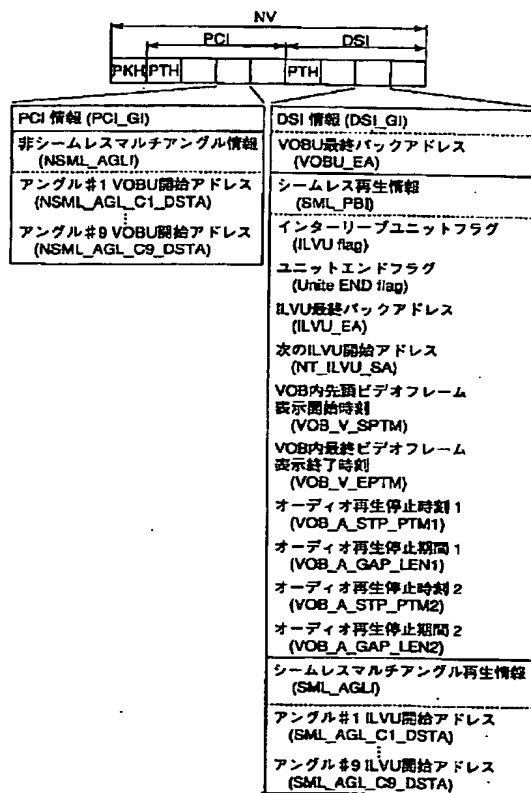 NV
PCI
DSI
PKH PTH PTH
PCI 情報 (PCI_GI)
非シームレスマルチアングル情報
(NSML_AGLI)
アングル#1 VOBU開始アドレス
(NSML_AGL_C1_DSTA)
アングル#9 VOBU開始アドレス
(NSML_AGL_C9_DSTA)
DSI 情報 (DSI_GI)
VOBU最終パックアドレス
(VOBU_EA)
シームレス再生情報
(SML_PBI)
インターリーブユニットフラグ
(ILVU flag)
ユニットエンドフラグ
(Unite END flag)
ILVU最終パックアドレス
(ILVU_EA)
次のILVU開始アドレス
(NT_ILVU_SA)
VOB内先頭ビデオフレーム
表示開始時刻
(VOB_V_SPTM)
VOB内最終ビデオフレーム
表示終了時刻
(VOB_V_EPTM)
オーディオ再生停止時刻 1
(VOB_A_STP_PTM1)
オーディオ再生停止期間 1
(VOB_A_GAP_LEN1)
オーディオ再生停止時刻 2
(VOB_A_STP_PTM2)
オーディオ再生停止期間 2
(VOB_A_GAP_LEN2)
シームレスマルチアングル再生情報
(SML_AGLI)
アングル#1 ILVU開始アドレス
(SML_AGL_C1_DSTA)
アングル#9 ILVU開始アドレス
(SML_AGL_C9_DSTA)